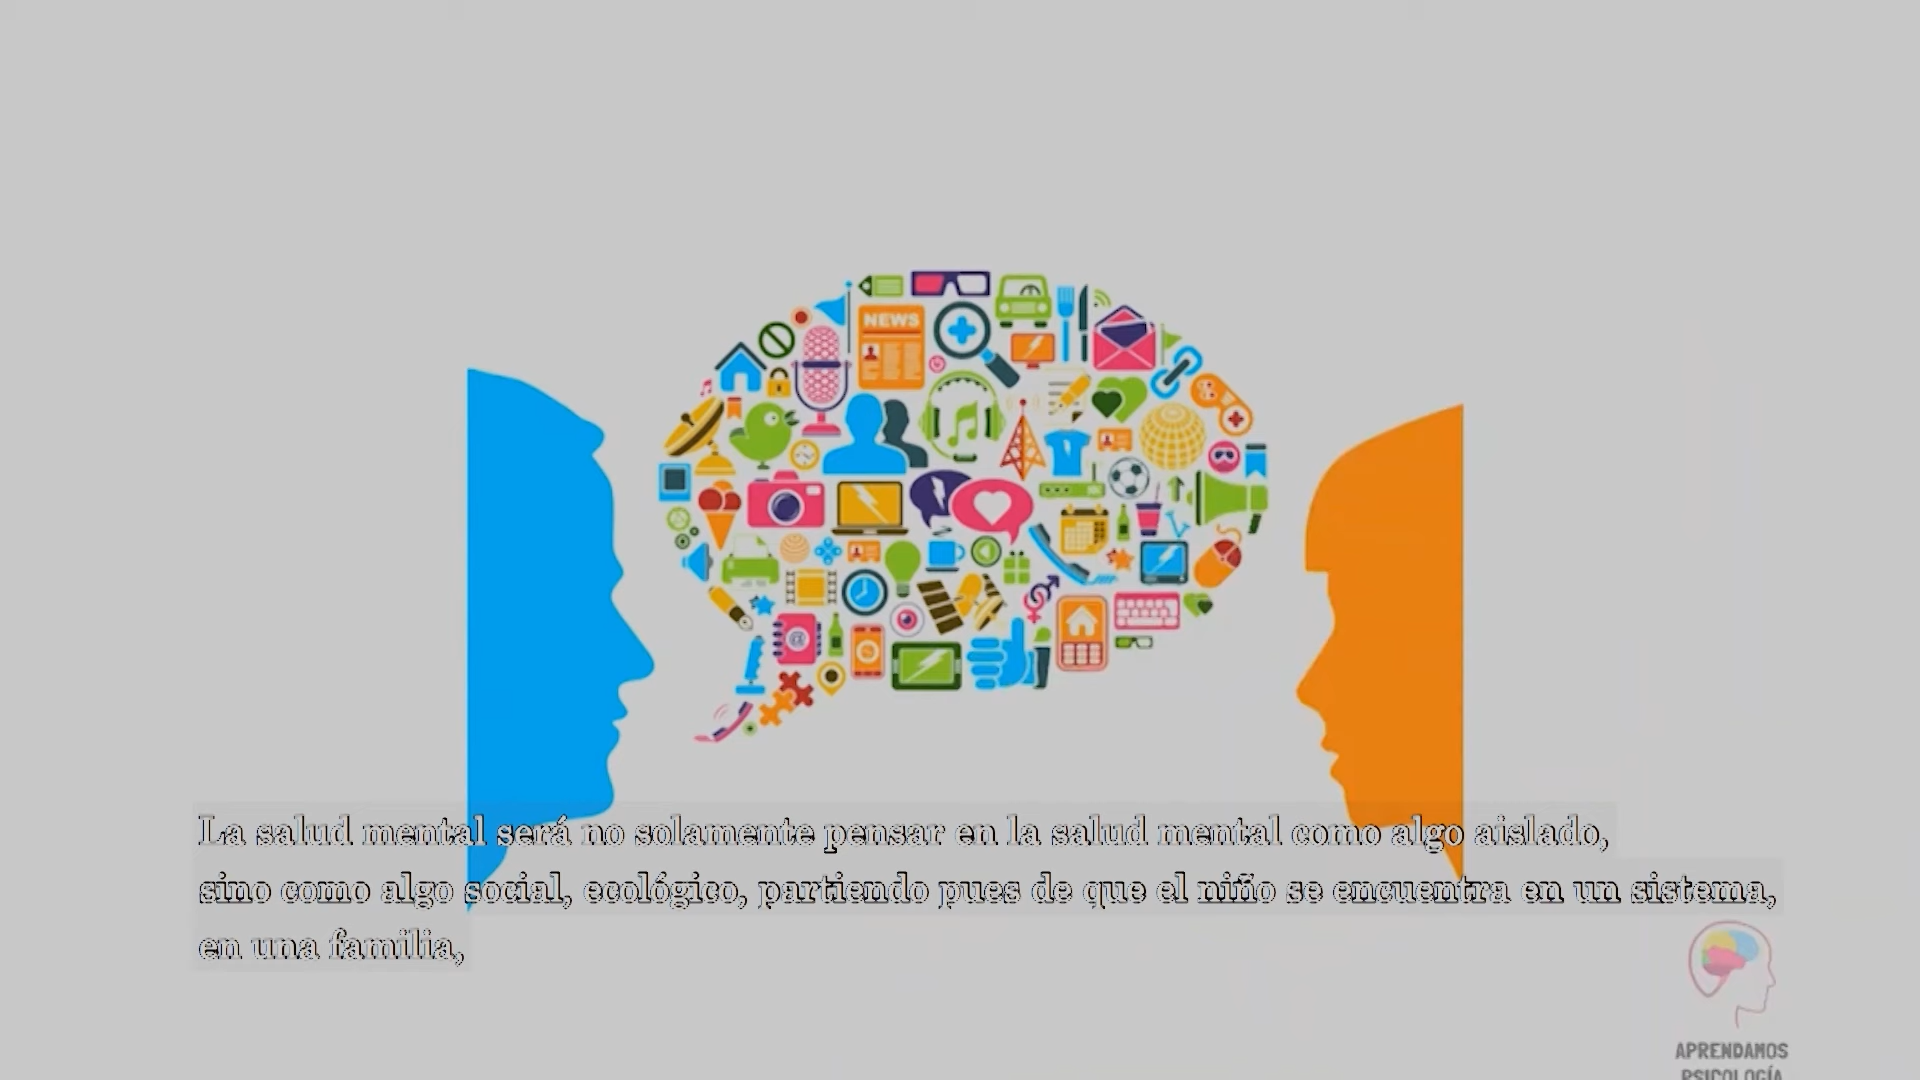 NEWS
La salud mental será no solamente pensar en la salud mental como algo aislado,
sino como algo social, ecológico, partiendo pues de que el niño se encuentra en un sistema,
en una familia,
APRENDAMOS
PSICOLOGÍA